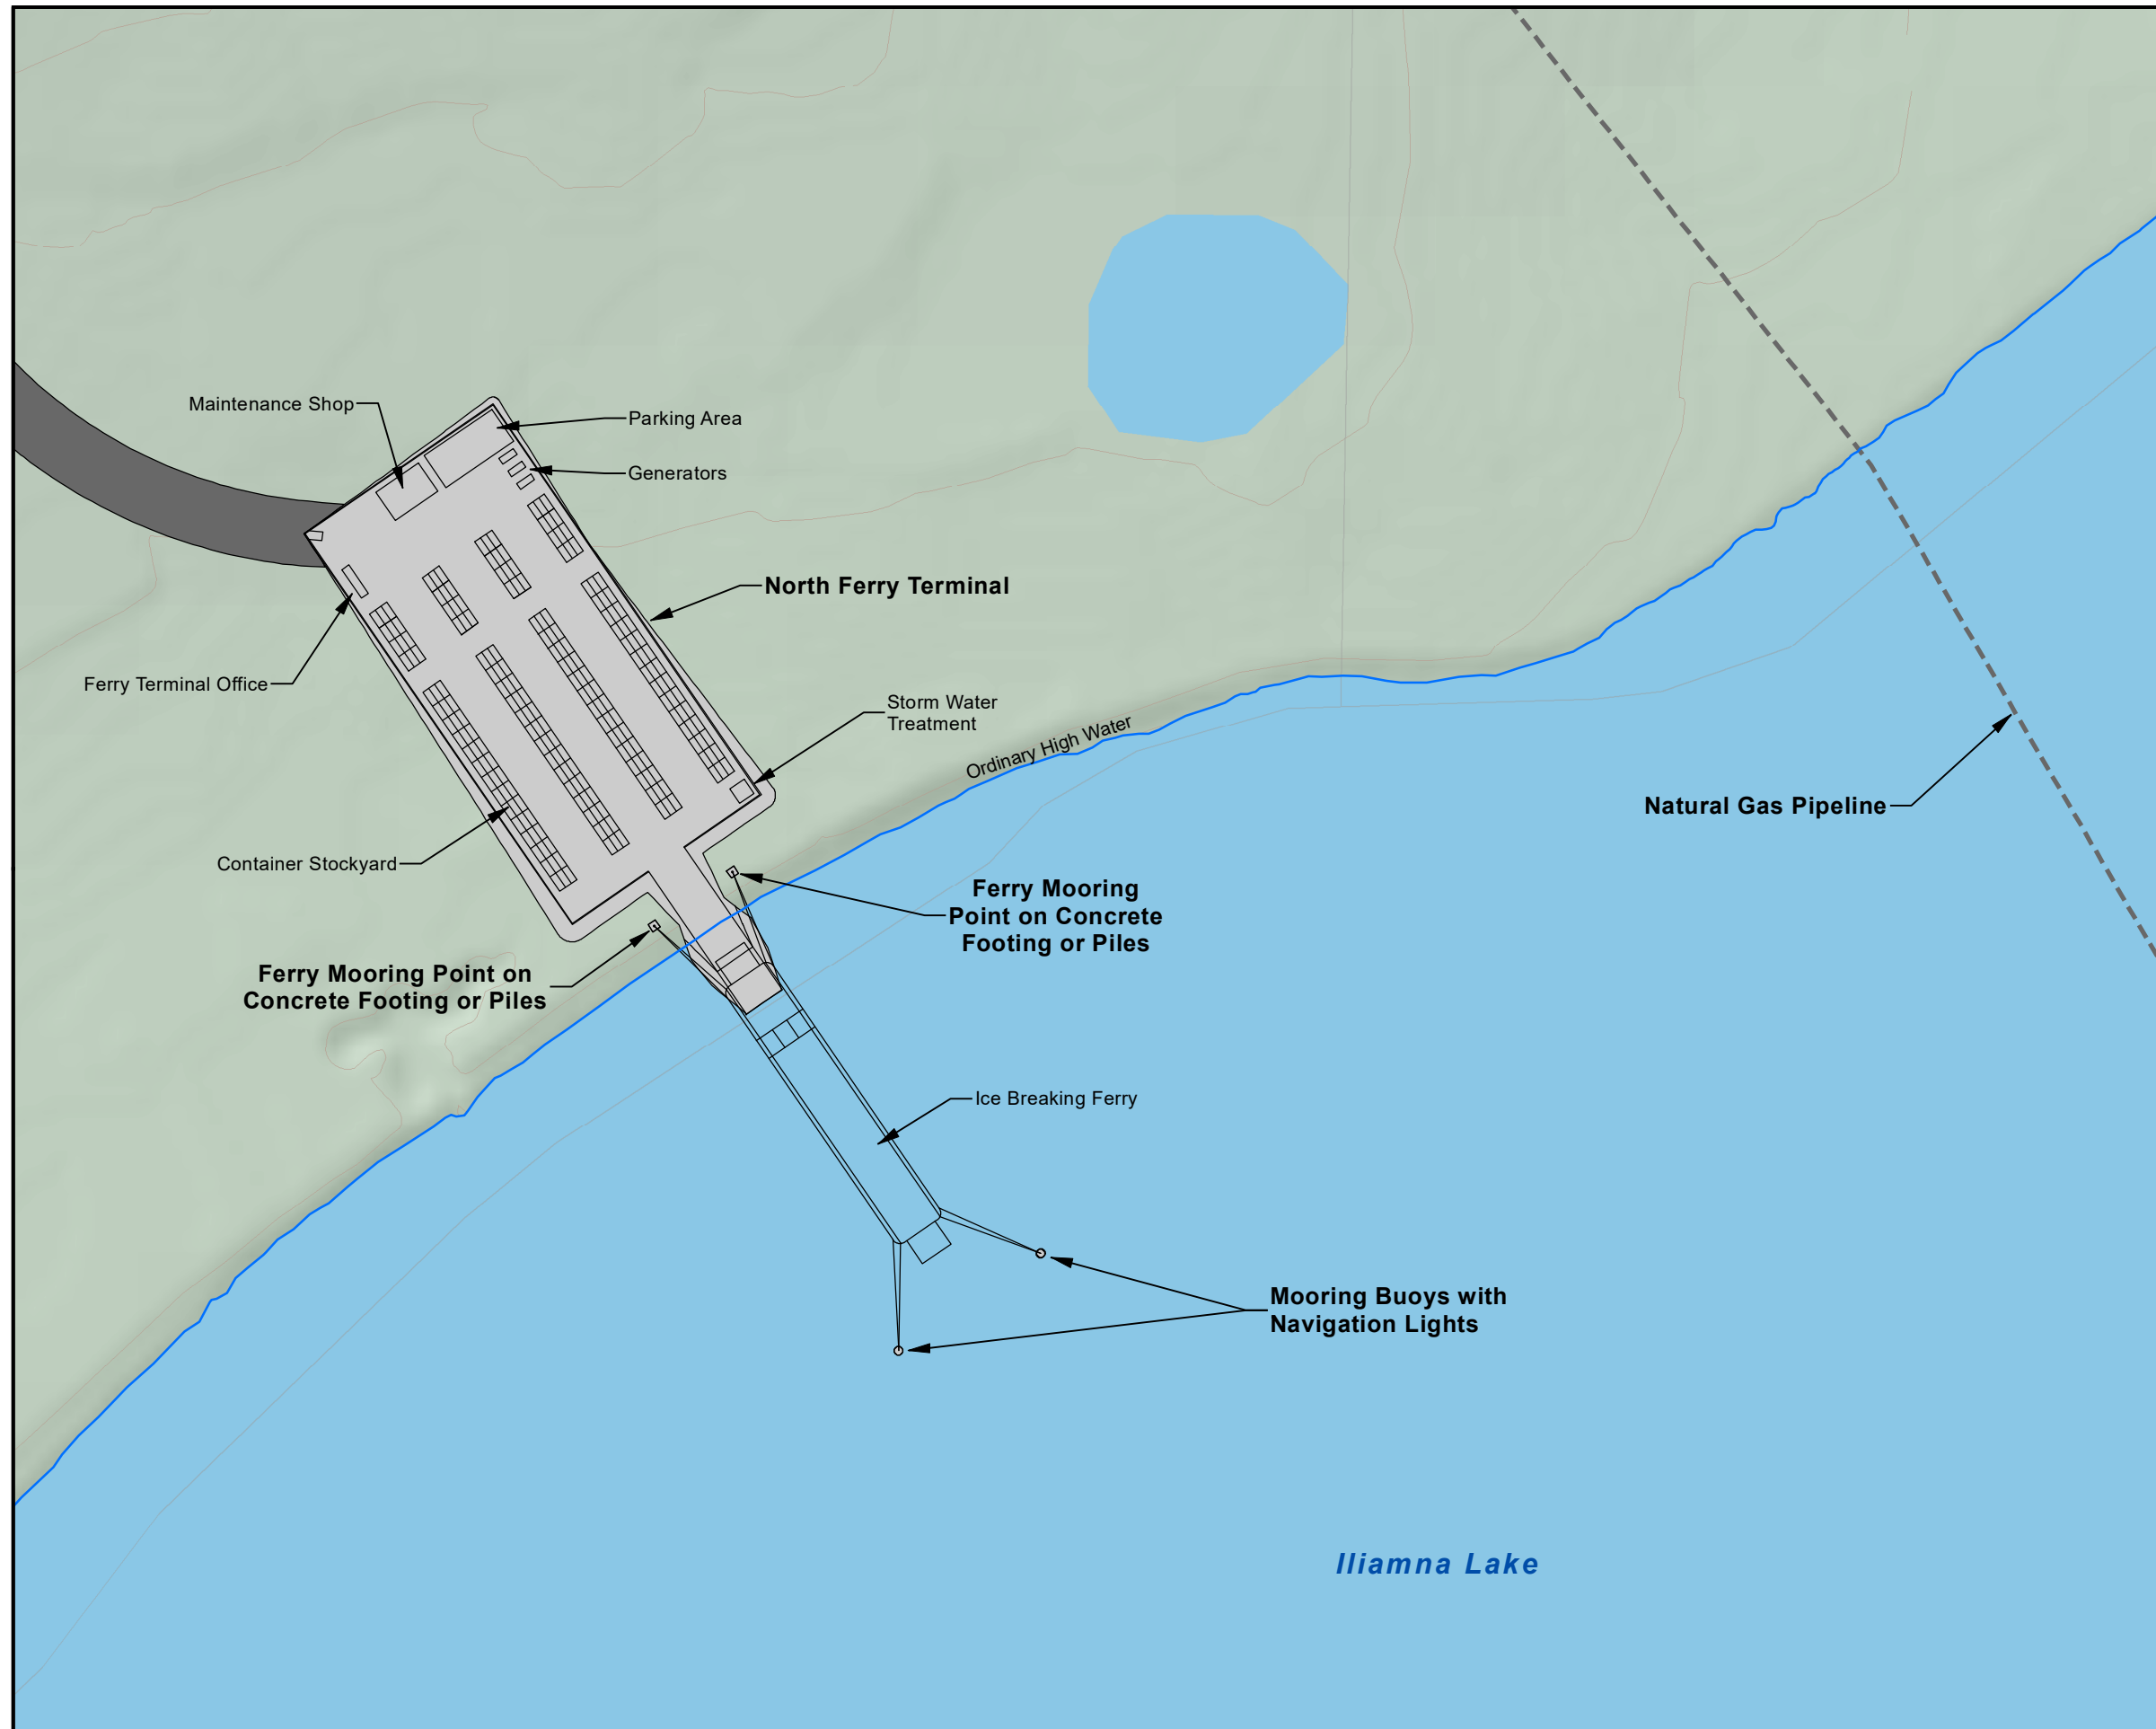 Maintenance Shop
Parking Area
Generators
North Ferry Terminal
Ferry Terminal Office
Storm Water
Treatment
Ordinary High Water
Natural Gas Pipeline
Container Stockyard
Ferry Mooring
Point on Concrete
Footing or Piles
Ferry Mooring Point on
Concrete Footing or Piles
Ice Breaking Ferry
Mooring Buoys with
Navigation Lights
Iliamna Lake